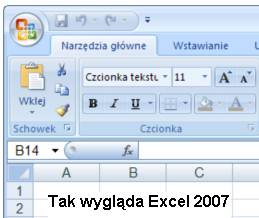 Narzędzia główne Wstawianie
Wklej
Czcionka tekstu 11 A A
B I U A
Schowek Czcionka
B14 fx
A B C
1
Tak wygląda Excel 2007
2